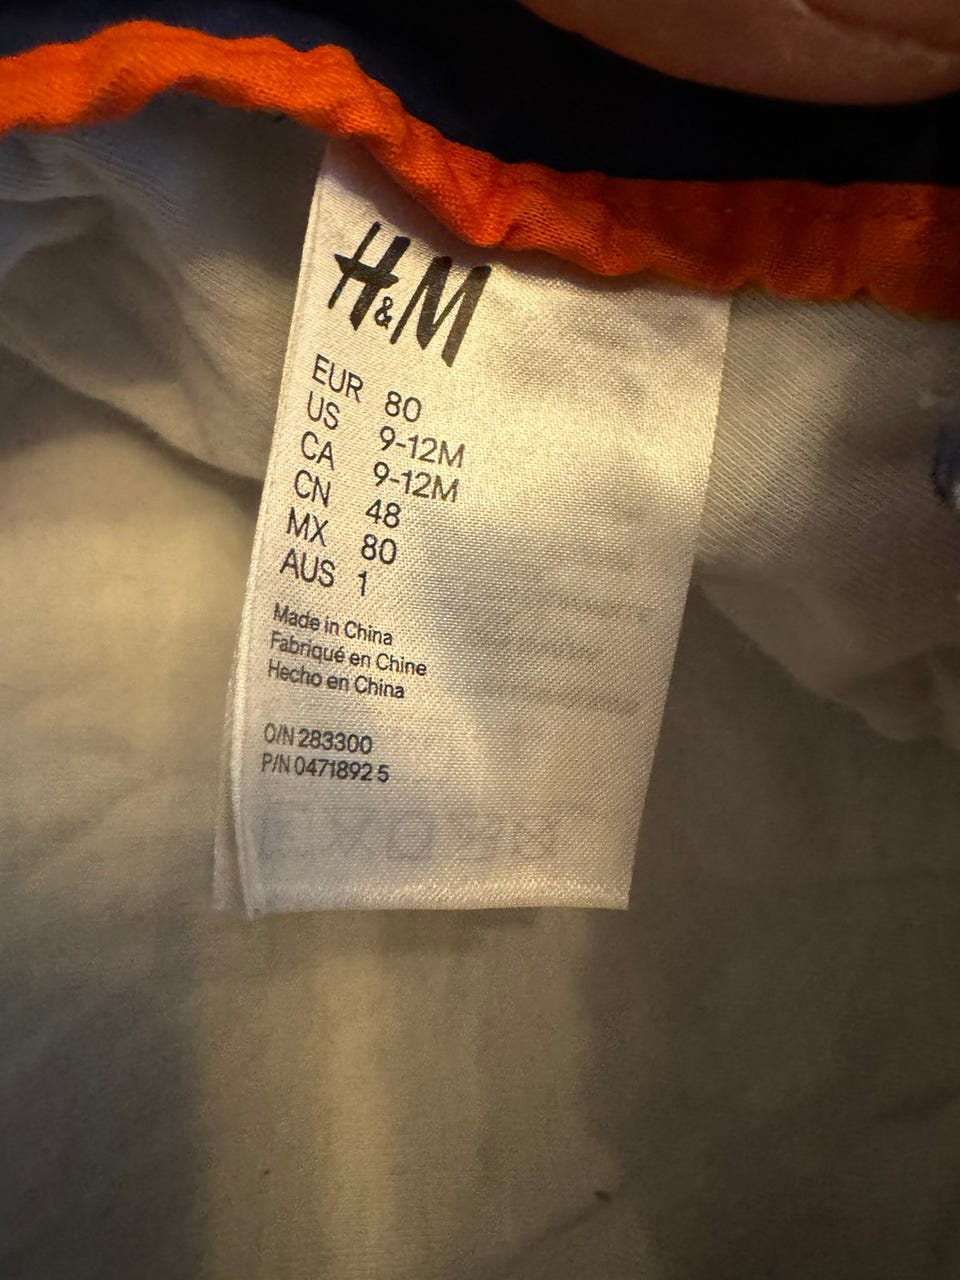 H&M
EUR 80
US 9-12M
CA 9-12M
CN 48
MX 80
AUS 1
Made in China
Fabriqué en Chine
Hecho en China
O/N 283300
P/N 0471892 5